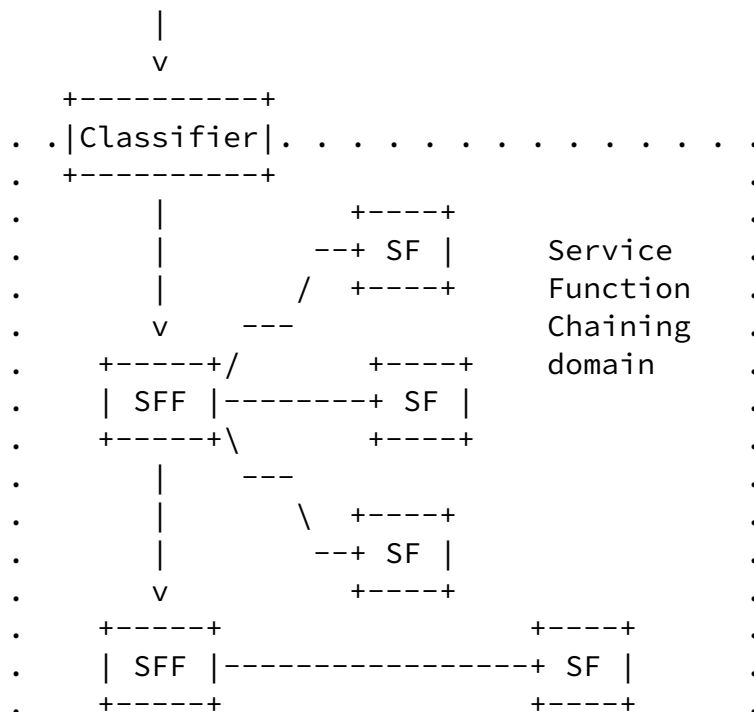 Classifier
SF Service
Function
Chaining
domain
SFF SF
SF
SFF SF